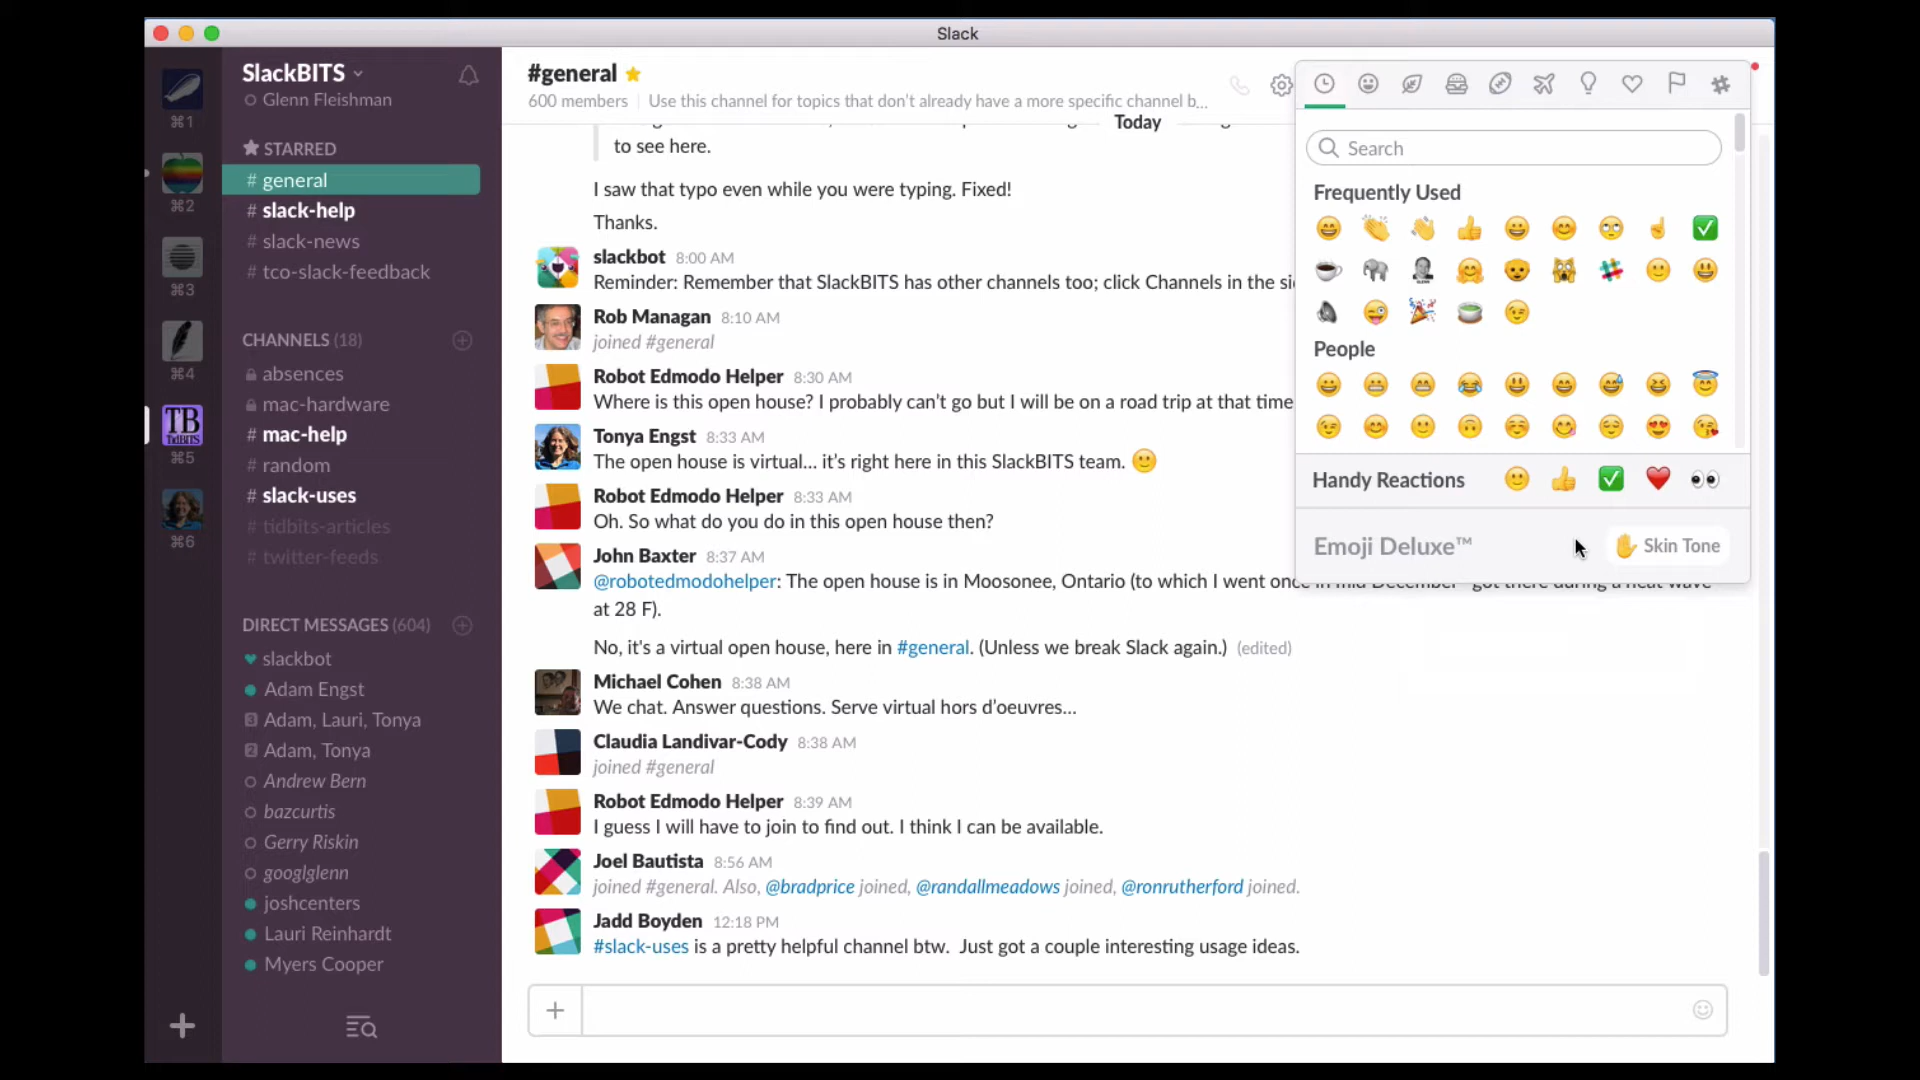 Slack
SlackBITS
Glenn Fleishman
⌘1
⌘2
⌘3
⌘4
TB
TidBITS
⌘5
⌘6
STARRED
# general
# slack-help
# slack-news
# tco-slack-feedback
CHANNELS (18)
absences
mac-hardware
# mac-help
# random
# slack-uses
# tidbits-articles
# twitter-feeds
DIRECT MESSAGES (604)
slackbot
Adam Engst
3 Adam, Lauri, Tonya
2 Adam, Tonya
Andrew Bern
bazcurtis
Gerry Riskin
googlglenn
joshcenters
Lauri Reinhardt
Myers Cooper
#general
600 members | Use this channel for topics that don't already have a more specific channel b...
Today
to see here.
I saw that typo even while you were typing. Fixed!
Thanks.
slackbot 8:00 AM
Reminder: Remember that SlackBITS has other channels too; click Channels in the si
Rob Managan 8:10 AM
joined #general
Robot Edmodo Helper 8:30 AM
Where is this open house? I probably can't go but I will be on a road trip at that time
Tonya Engst 8:33 AM
The open house is virtual... it's right here in this SlackBITS team.
Robot Edmodo Helper 8:33 AM
Oh. So what do you do in this open house then?
John Baxter 8:37 AM
@robotedmodohelper: The open house is in Moosonee, Ontario (to which I went once in mid December got there during a heat wave
at 28 F).
No, it's a virtual open house, here in #general. (Unless we break Slack again.) (edited)
Michael Cohen 8:38 AM
We chat. Answer questions. Serve virtual hors d'oeuvres...
Claudia Landivar-Cody 8:38 AM
joined #general
Robot Edmodo Helper 8:39 AM
I guess I will have to join to find out. I think I can be available.
Joel Bautista 8:56 AM
joined #general. Also, @bradprice joined, @randallmeadows joined, @ronrutherford joined.
Jadd Boyden 12:18 PM
#slack-uses is a pretty helpful channel btw. Just got a couple interesting usage ideas.
Search
Frequently Used
People
Handy Reactions
Emoji Deluxe™
Skin Tone